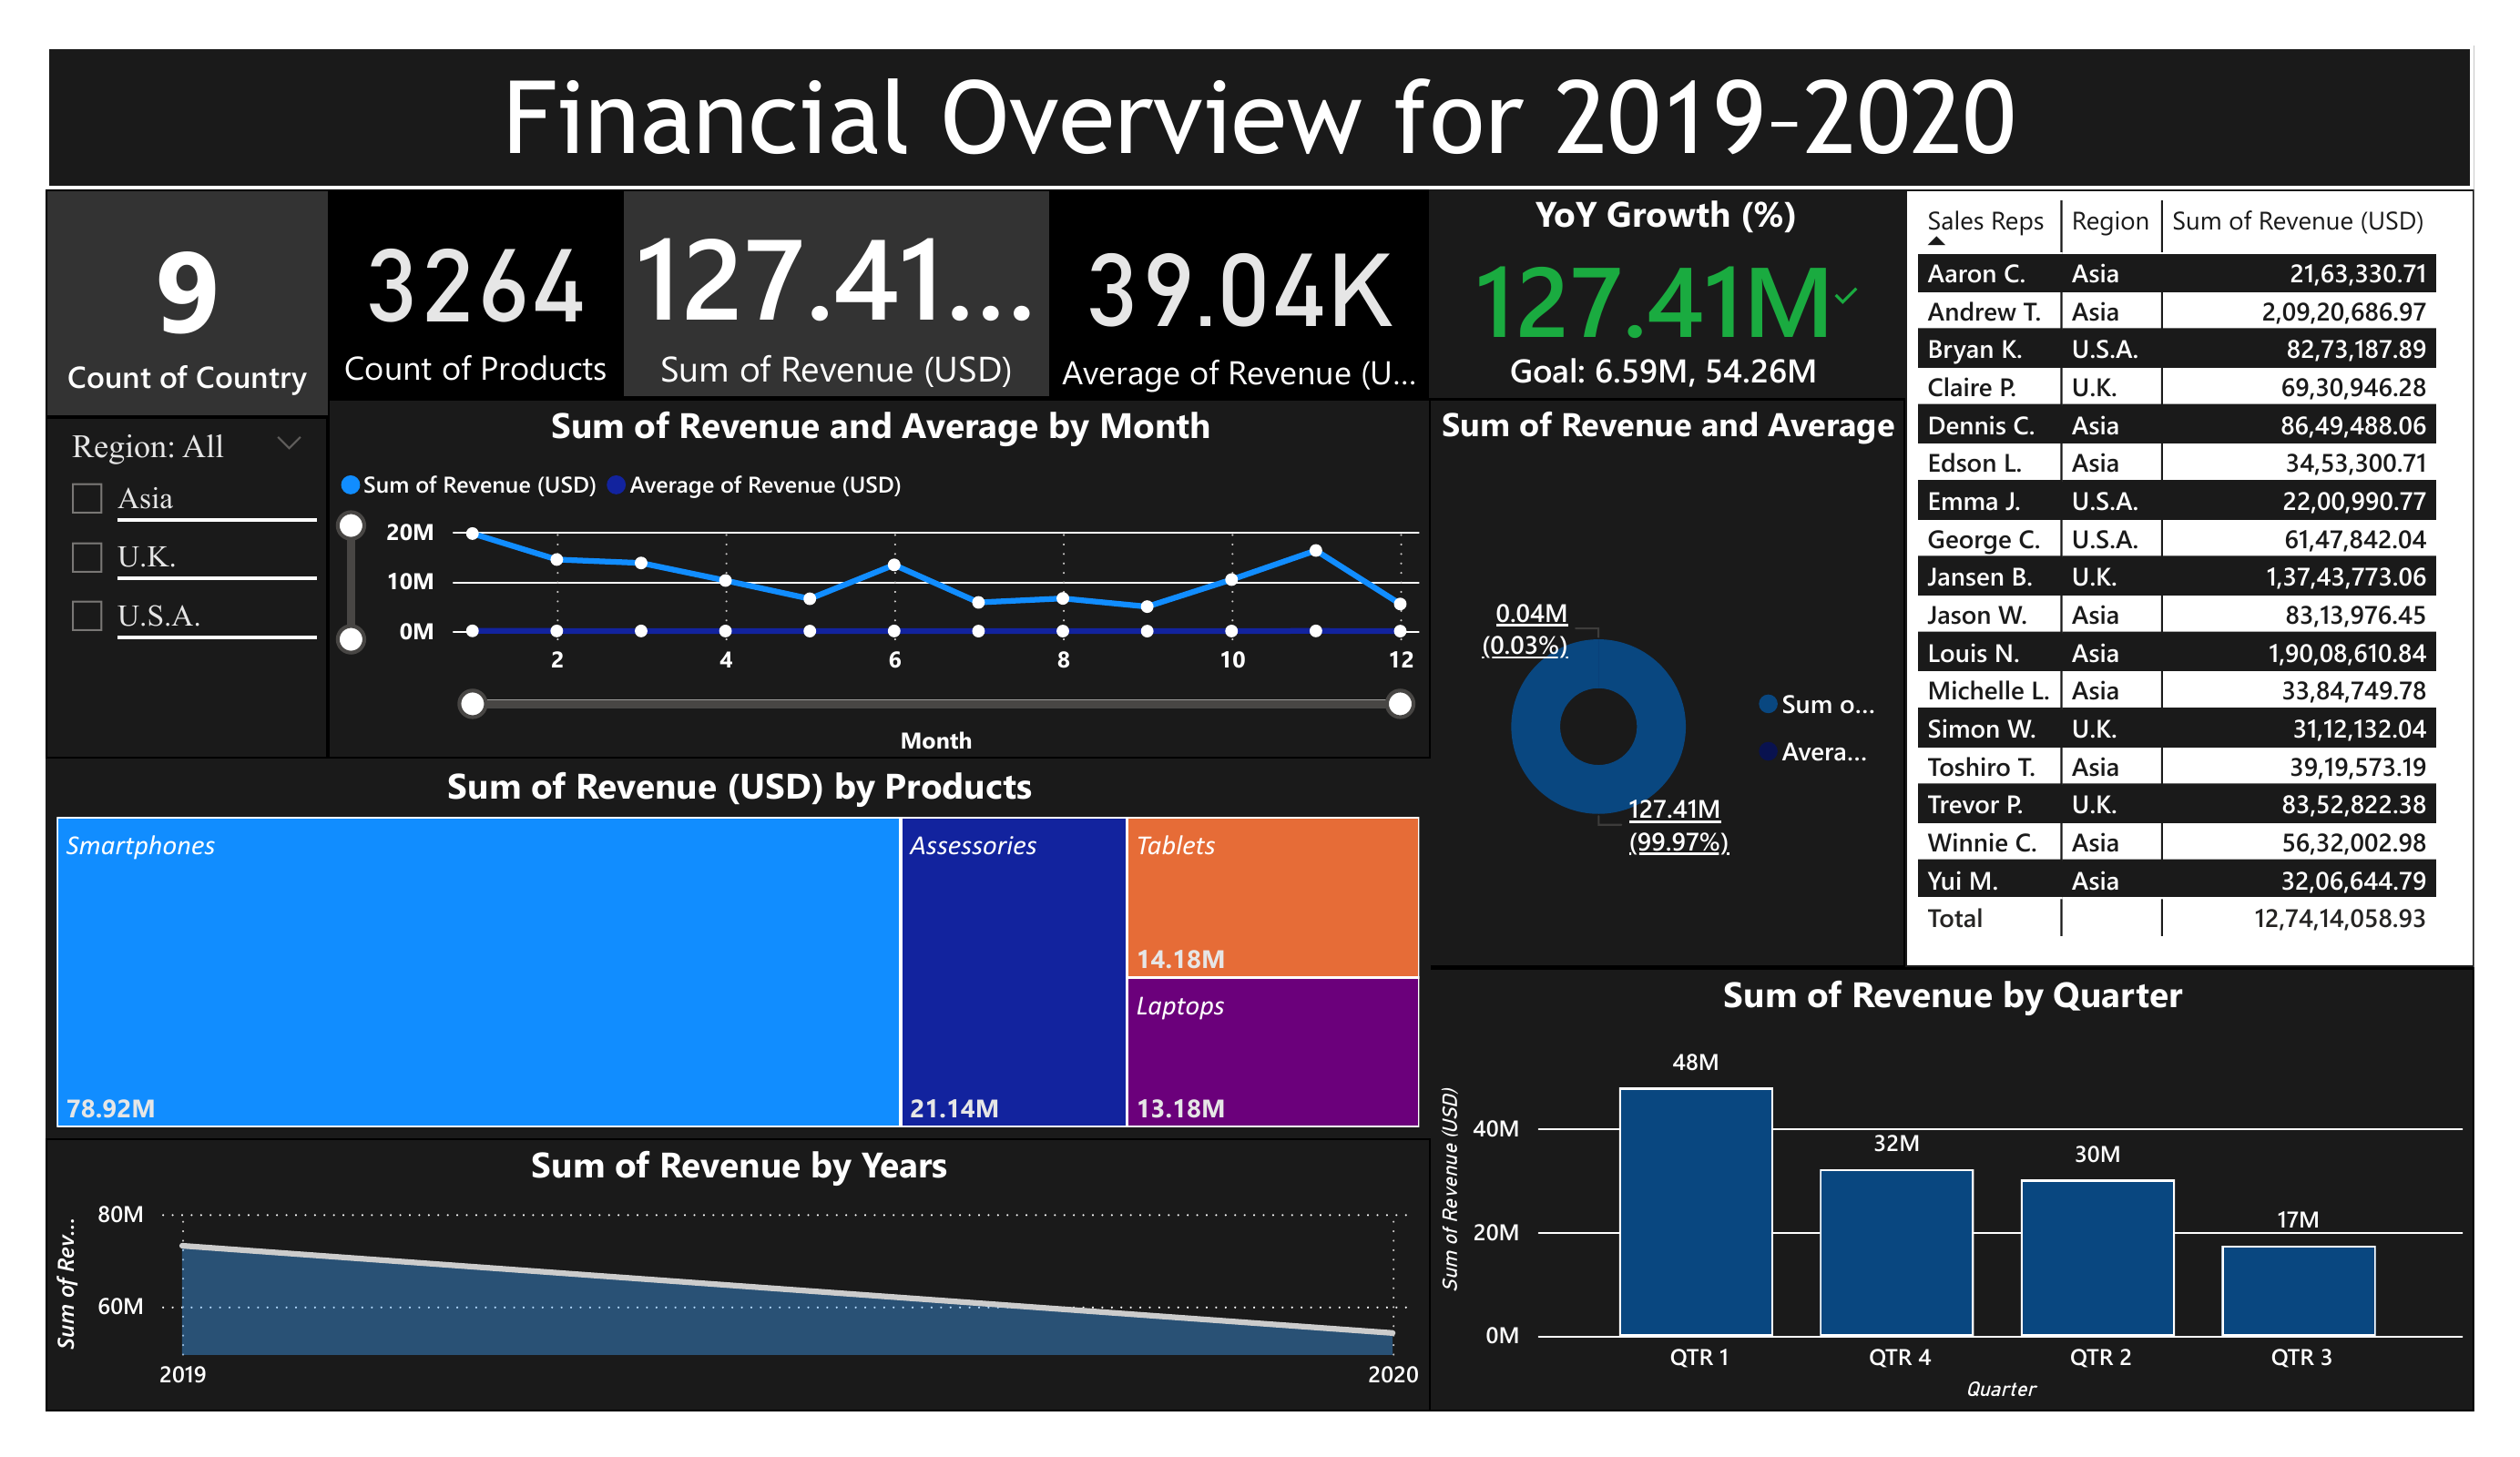 Financial Overview for 2019-2020
9
Count of Country
3264
Count of Products
127.41...
Sum of Revenue (USD)
39.04K
Average of Revenue (U...
YoY Growth (%)
127.41M
Goal: 6.59M, 54.26M
Region: All
Asia
U.K.
U.S.A.
Sum of Revenue and Average by Month
Sum of Revenue (USD) Average of Revenue (USD)
20M
10M
0M
2 4 6 8 10 12
Month
Sum of Revenue and Average
0.04M
(0.03%)
Sum o...
Avera...
127.41M
(99.97%)
Sales Reps Region Sum of Revenue (USD)
Aaron C. Asia 21,63,330.71
Andrew T. Asia 2,09,20,686.97
Bryan K. U.S.A. 82,73,187.89
Claire P. U.K. 69,30,946.28
Dennis C. Asia 86,49,488.06
Edson L. Asia 34,53,300.71
Emma J. U.S.A. 22,00,990.77
George C. U.S.A. 61,47,842.04
Jansen B. U.K. 1,37,43,773.06
Jason W. Asia 83,13,976.45
Louis N. Asia 1,90,08,610.84
Michelle L. Asia 33,84,749.78
Simon W. U.K. 31,12,132.04
Toshiro T. Asia 39,19,573.19
Trevor P. U.K. 83,52,822.38
Winnie C. Asia 56,32,002.98
Yui M. Asia 32,06,644.79
Total 12,74,14,058.93
Sum of Revenue (USD) by Products
Smartphones
78.92M
Assessories
21.14M
Tablets
14.18M
Laptops
13.18M
Sum of Revenue by Years
Sum of Rev...
80M
60M
2019 2020
Sum of Revenue by Quarter
Sum of Revenue (USD)
40M
20M
0M
48M
32M
30M
17M
QTR 1 QTR 4 QTR 2 QTR 3
Quarter